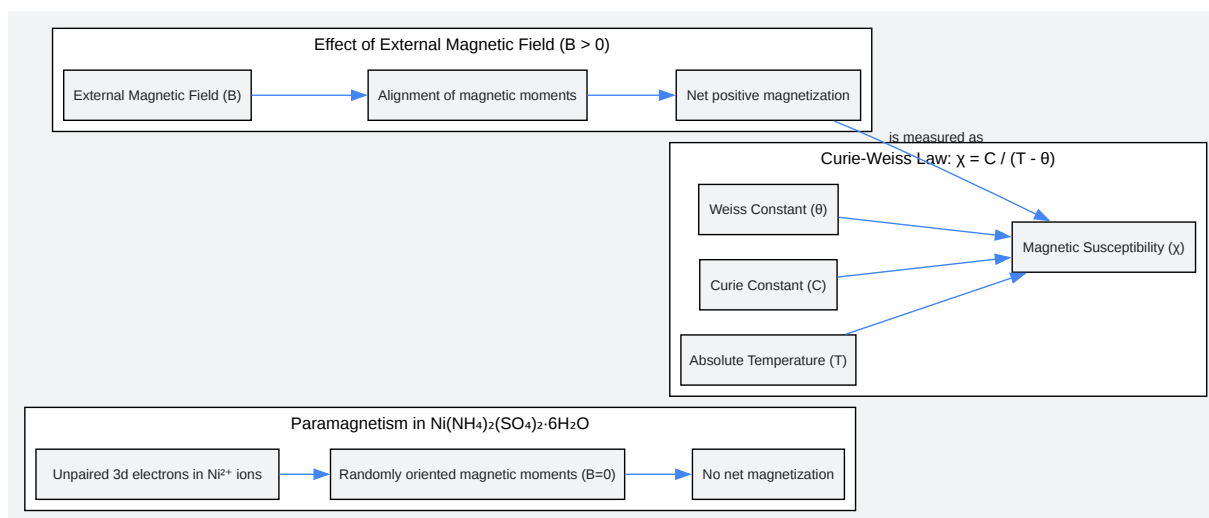 Effect of External Magnetic Field (B > 0)
External Magnetic Field (B)
Alignment of magnetic moments
Net positive magnetization
is measured as
Curie-Weiss Law: χ = C / (T - θ)
Weiss Constant (θ)
Magnetic Susceptibility (χ)
Curie Constant (C)
Absolute Temperature (T)
Paramagnetism in Ni(NH₄)₂(SO₄)₂·6H₂O
Unpaired 3d electrons in Ni²⁺ ions
Randomly oriented magnetic moments (B=0)
No net magnetization